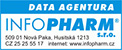 DATA AGENTURA
INFOPHARM®
s.r.o.
509 01 Nová Paka, Husitská 1213
CZ 25 25 55 17 internet: www.infopharm.cz